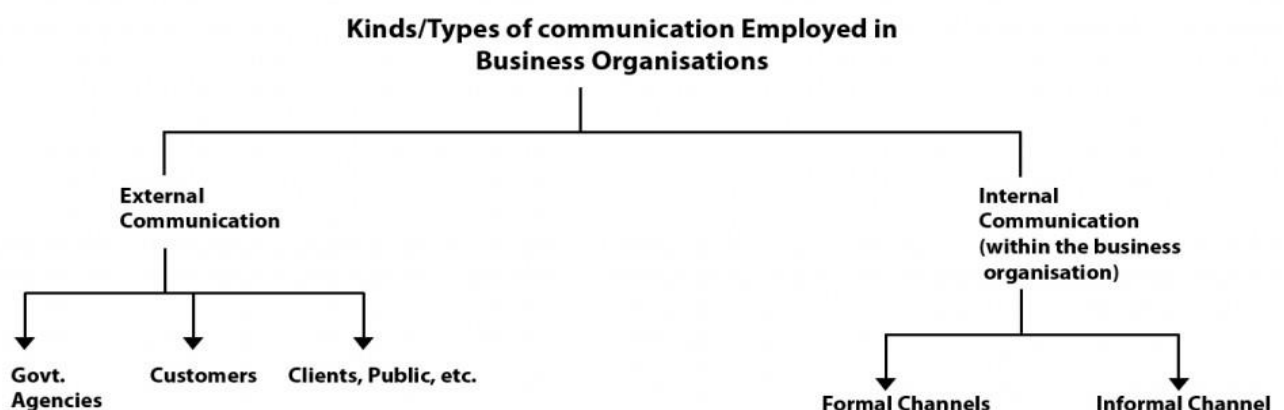 Kinds/Types of communication Employed in
Business Organisations
External
Communication
Internal
Communication
(within the business
organisation)
Govt.
Agencies
Customers
Clients, Public, etc.
Formal Channels
Informal Channel